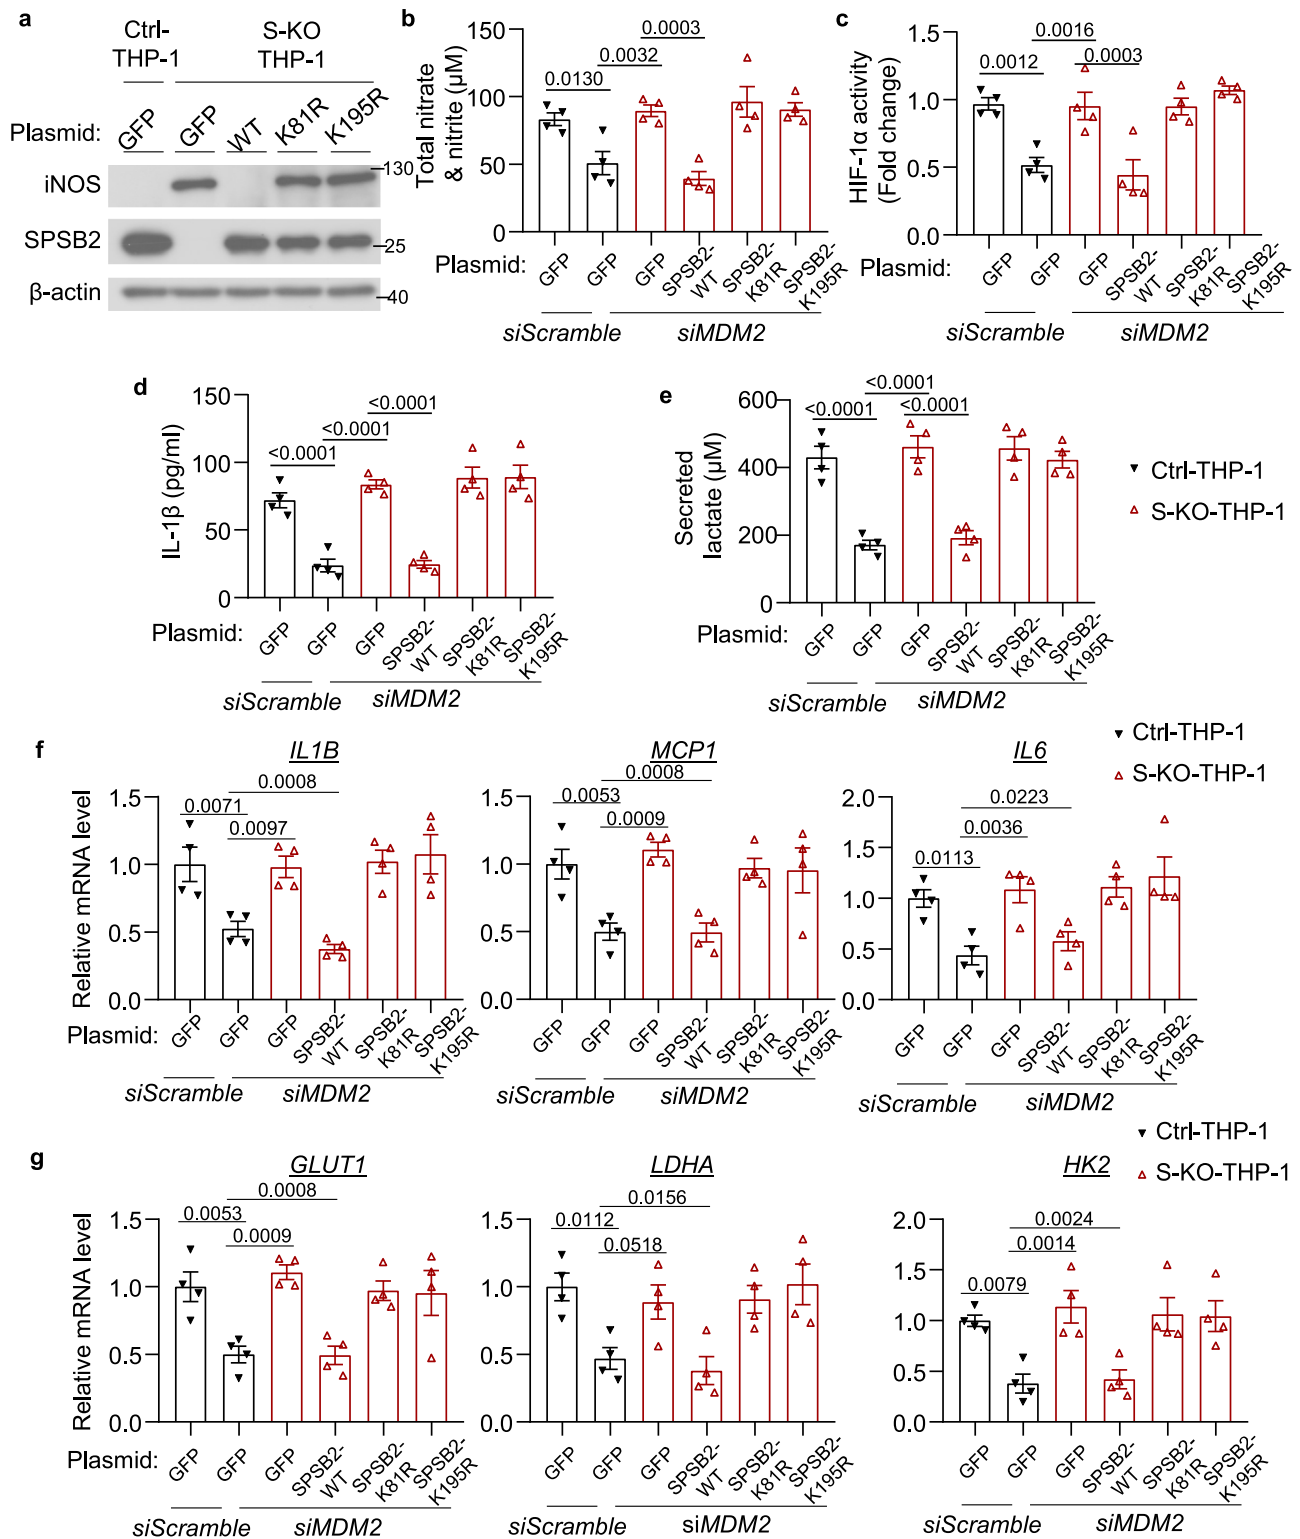 a
Ctrl-
THP-1
S-KO
THP-1
Plasmid:
GFP
GFP
WT
K81R
K195R
iNOS
130
SPSB2
25
β-actin
40
b
Total nitrate
& nitrite (µM)
150
100
50
0
0.0003
0.0032
0.0130
Plasmid:
GFP
GFP
GFP
SPSB2-
WT
SPSB2-
K81R
SPSB2-
K195R
siScramble
siMDM2
c
HIF-1α activity
(Fold change)
1.5
1.0
0.5
0.0
0.0016
0.0012
0.0003
Plasmid:
GFP
GFP
GFP
SPSB2-
WT
SPSB2-
K81R
SPSB2-
K195R
siScramble
siMDM2
d
IL-1β (pg/ml)
150
100
50
0
<0.0001
<0.0001
<0.0001
Plasmid:
GFP
GFP
GFP
SPSB2-
WT
SPSB2-
K81R
SPSB2-
K195R
siScramble
siMDM2
e
Secreted
lactate (µM)
600
400
200
0
<0.0001
<0.0001
<0.0001
Plasmid:
GFP
GFP
GFP
SPSB2-
WT
SPSB2-
K81R
SPSB2-
K195R
siScramble
siMDM2
Ctrl-THP-1
S-KO-THP-1
f
Relative mRNA level
IL1B
1.5
1.0
0.5
0.0
0.0008
0.0071
0.0097
Plasmid:
GFP
GFP
GFP
SPSB2-
WT
SPSB2-
K81R
SPSB2-
K195R
siScramble
siMDM2
MCP1
1.5
1.0
0.5
0.0
0.0008
0.0053
0.0009
GFP
GFP
GFP
SPSB2-
WT
SPSB2-
K81R
SPSB2-
K195R
siScramble
siMDM2
IL6
2.0
1.5
1.0
0.5
0.0
0.0223
0.0036
0.0113
GFP
GFP
GFP
SPSB2-
WT
SPSB2-
K81R
SPSB2-
K195R
siScramble
siMDM2
Ctrl-THP-1
S-KO-THP-1
g
Relative mRNA level
GLUT1
1.5
1.0
0.5
0.0
0.0008
0.0053
0.0009
Plasmid:
GFP
GFP
GFP
SPSB2-
WT
SPSB2-
K81R
SPSB2-
K195R
siScramble
siMDM2
LDHA
1.5
1.0
0.5
0.0
0.0156
0.0112
0.0518
GFP
GFP
GFP
SPSB2-
WT
SPSB2-
K81R
SPSB2-
K195R
siScramble
siMDM2
HK2
2.0
1.5
1.0
0.5
0.0
0.0024
0.0014
0.0079
GFP
GFP
GFP
SPSB2-
WT
SPSB2-
K81R
SPSB2-
K195R
siScramble
siMDM2
Ctrl-THP-1
S-KO-THP-1